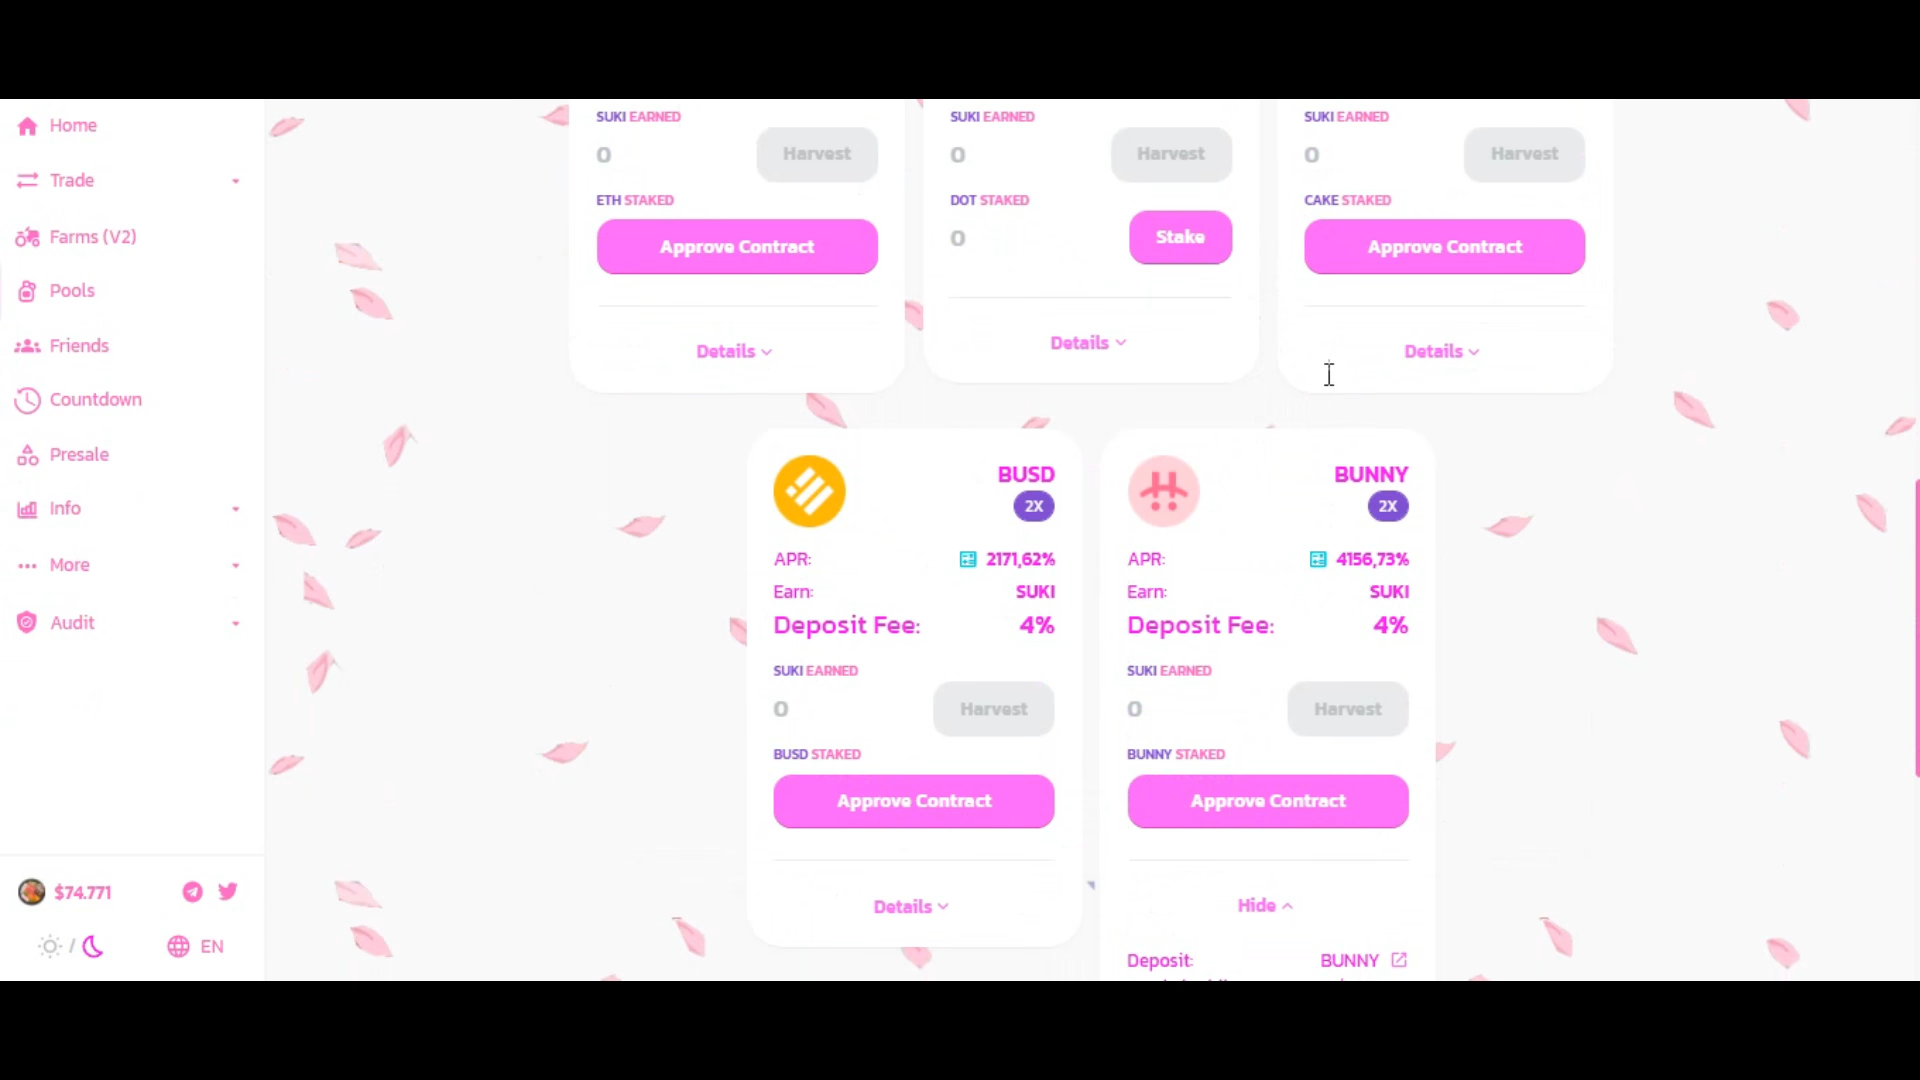 Home
Trade
Farms (V2)
Pools
Friends
Countdown
Presale
Info
More
Audit
$74.771
/
EN
SUKI EARNED
0 Harvest
ETH STAKED
Approve Contract
Details
SUKI EARNED
0 Harvest
DOT STAKED
0 Stake
Details
SUKI EARNED
0 Harvest
CAKE STAKED
Approve Contract
Details
BUSD
2X
APR: 2171,62%
Earn: SUKI
Deposit Fee: 4%
SUKI EARNED
0 Harvest
BUSD STAKED
Approve Contract
Details
BUNNY
2X
APR: 4156,73%
Earn: SUKI
Deposit Fee: 4%
SUKI EARNED
0 Harvest
BUNNY STAKED
Approve Contract
Hide
Deposit: BUNNY